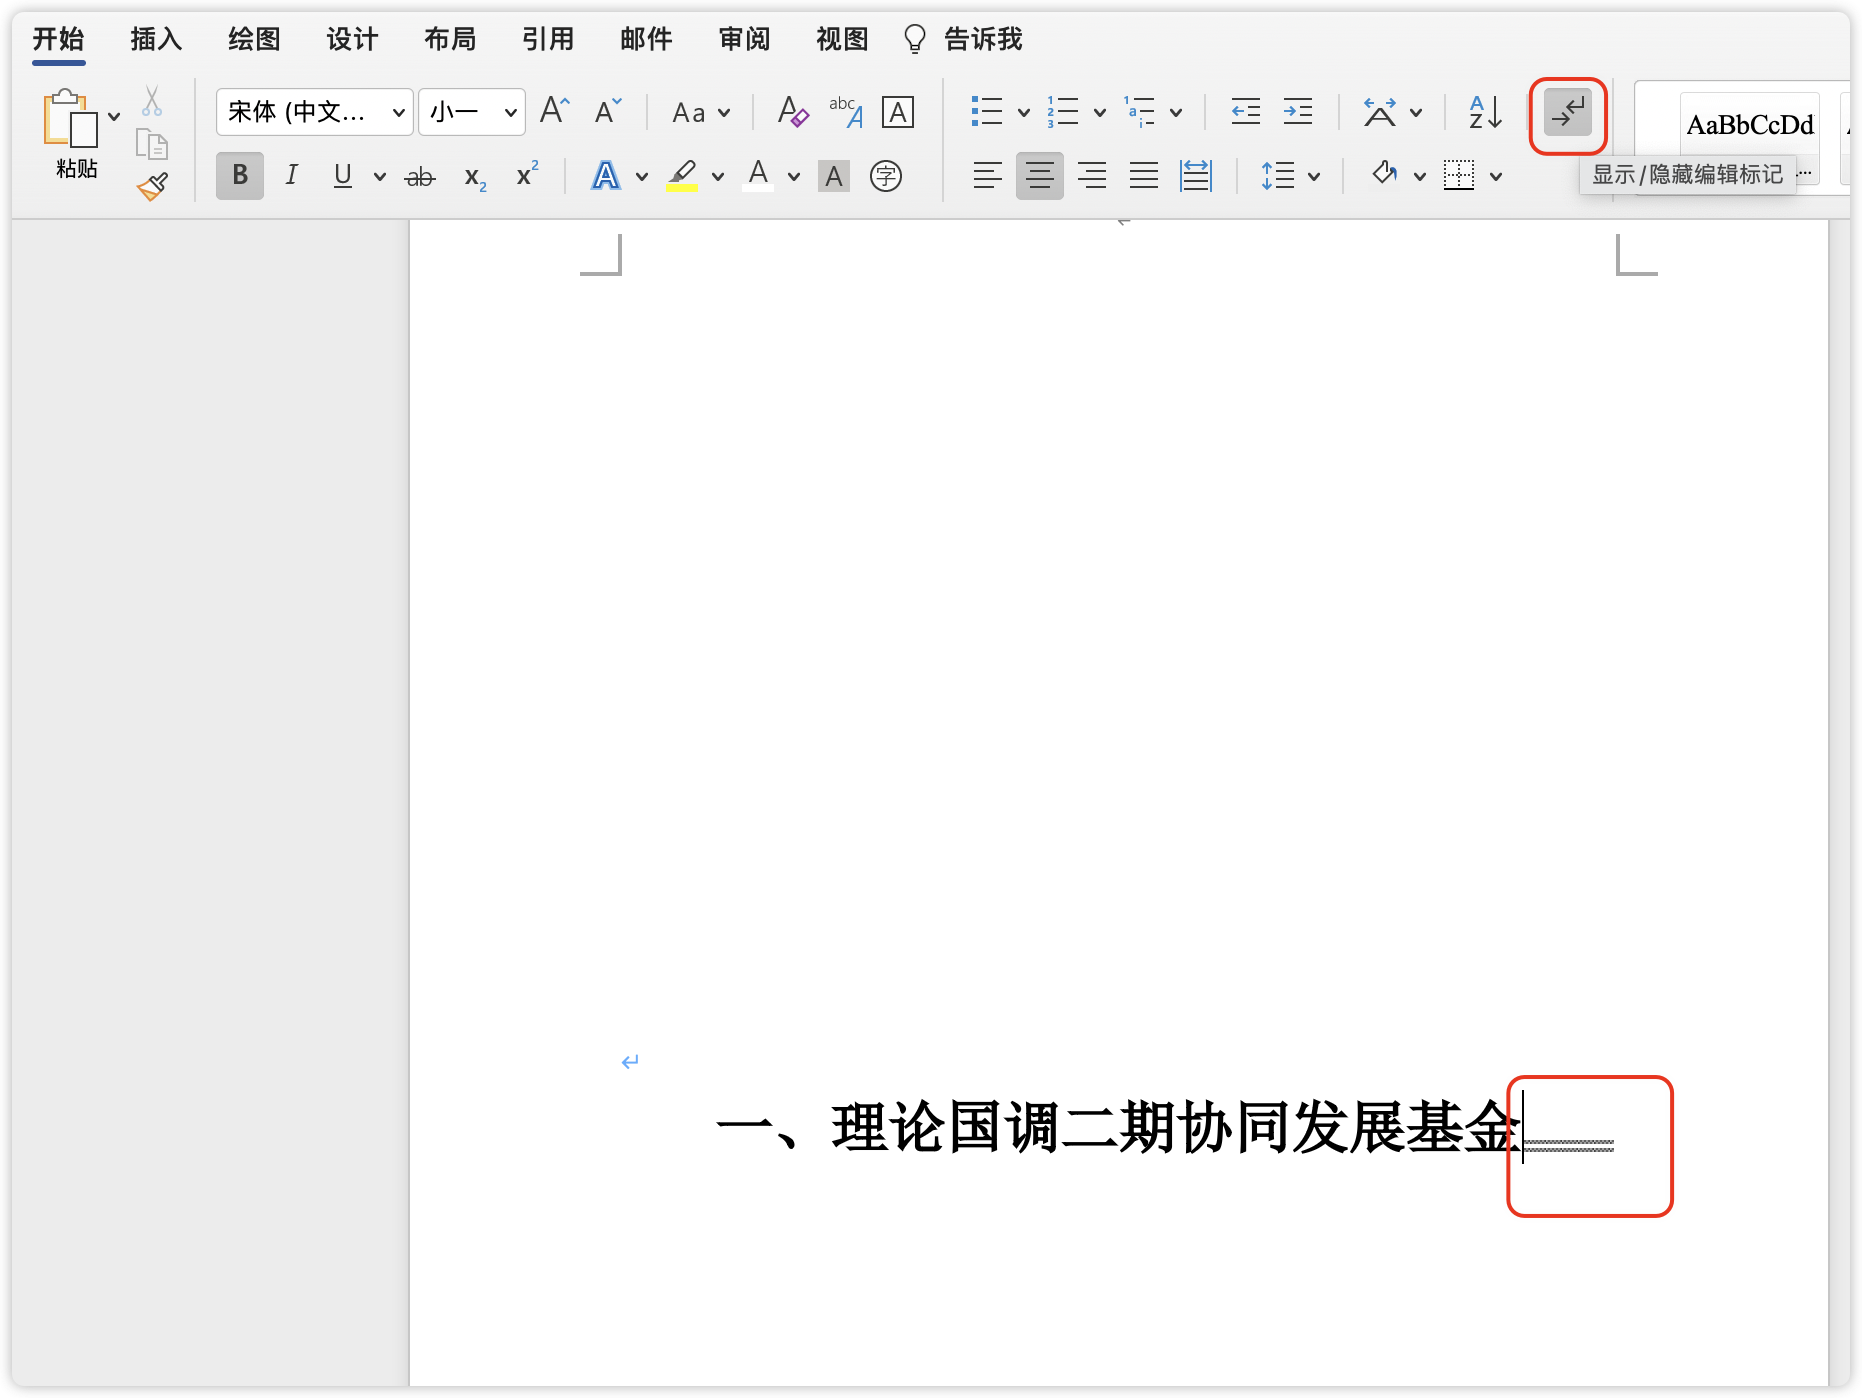 开始 插入 绘图 设计 布局 引用 邮件 审阅 视图 告诉我
粘贴
宋体 (中文... 小一 A A Aa A abc A A
AaBbCcDd
B I U ab x2 x2 A A A 字
显示/隐藏编辑标记
一、理论国调二期协同发展基金